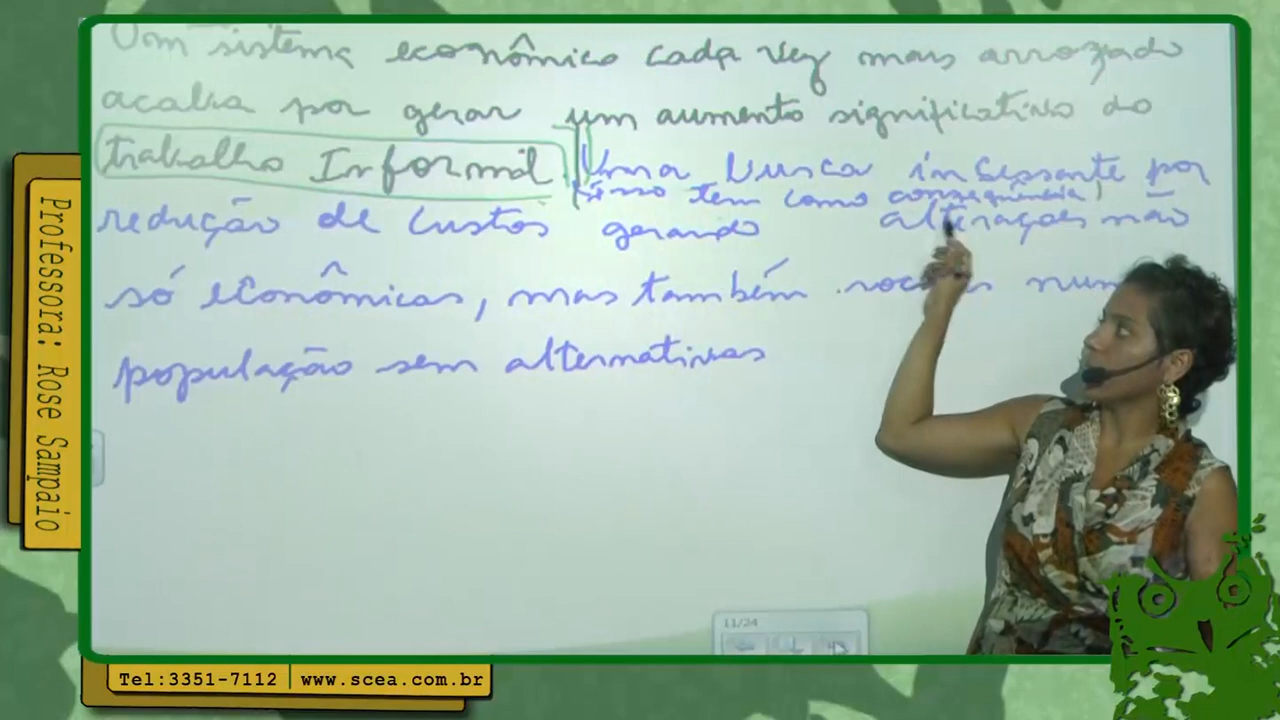 Um sistema econômico cada vez mais arrozado
acaba por gerar um aumento significativo do
trabalho Informal Uma busca incessante por
isso tem como consequência,
redução de custos gerando alterações não
só econômicas, mas também sociais num
população sem alternativas
11/24
Professora: Rose Sampaio
Tel:3351-7112 | www.scea.com.br